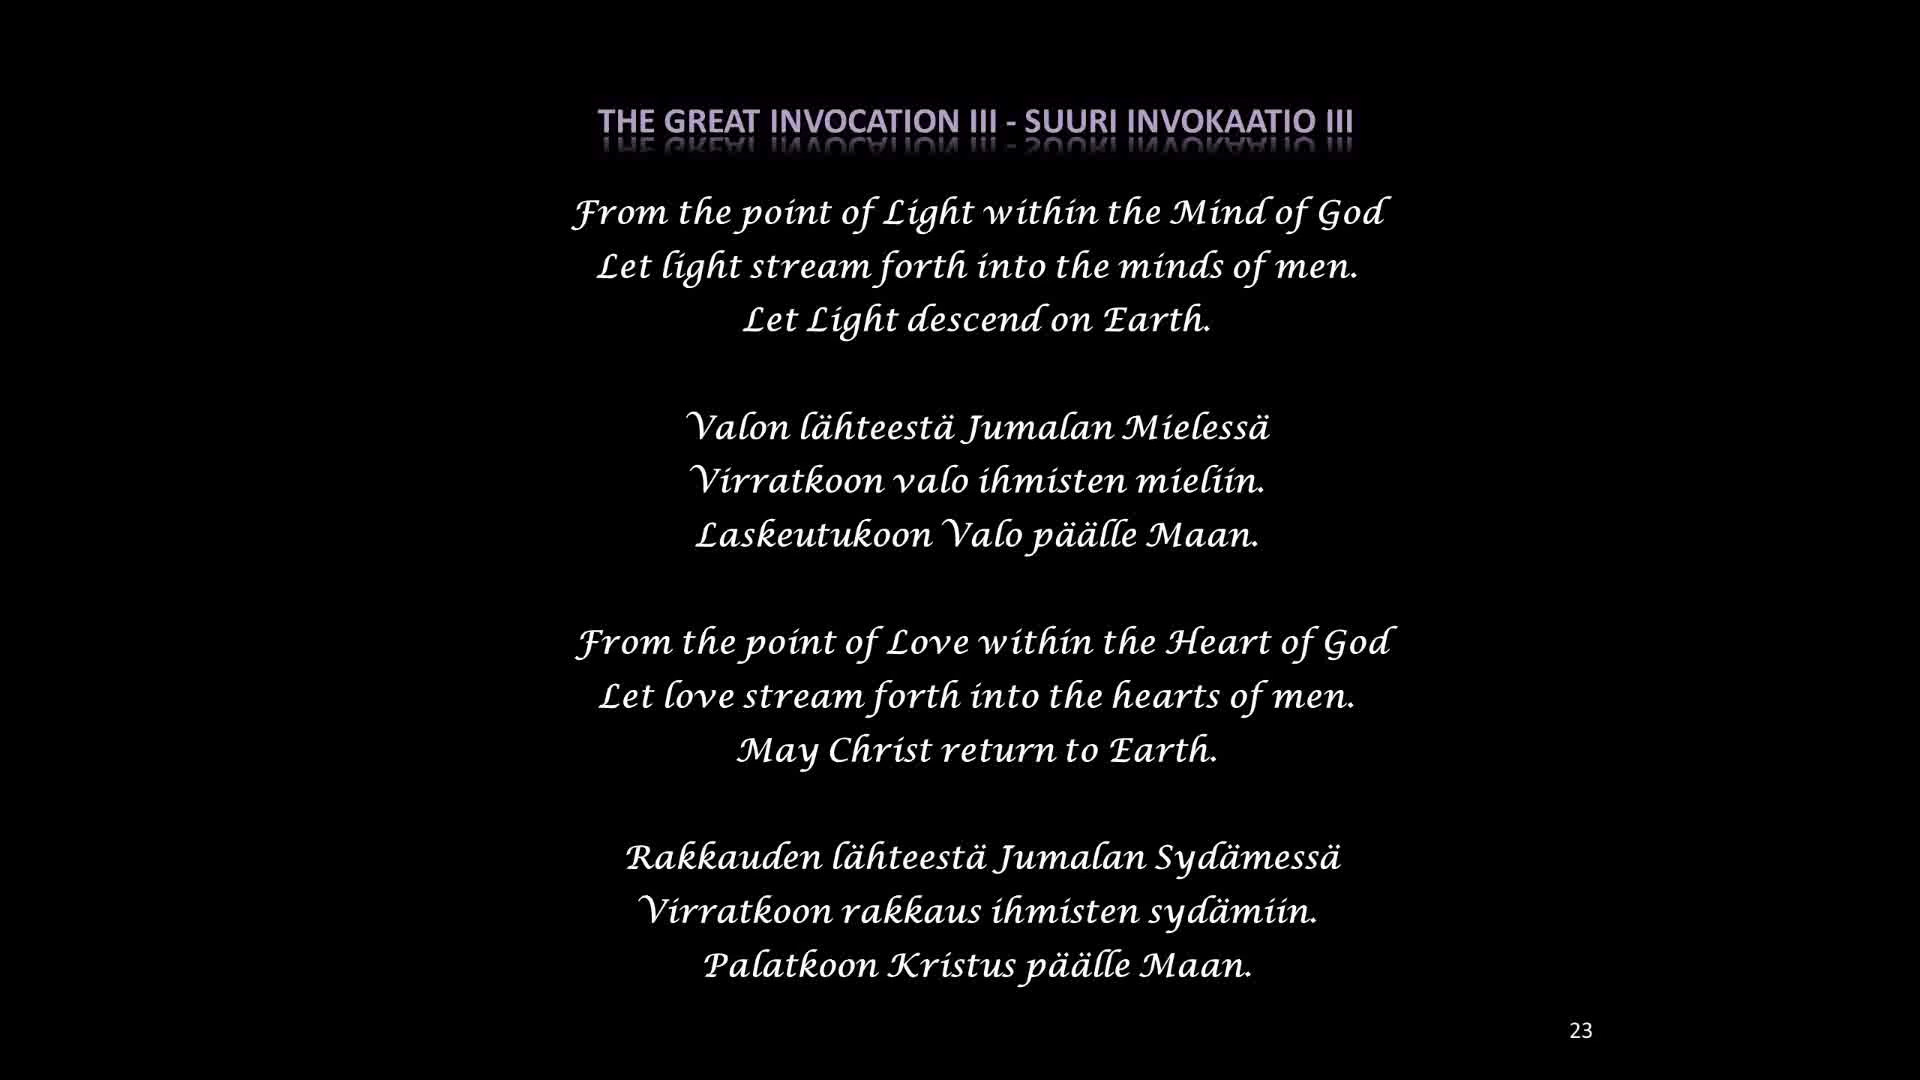 THE GREAT INVOCATION III - SUURI INVOKAATIO III
From the point of Light within the Mind of God
Let light stream forth into the minds of men.
Let Light descend on Earth.
Valon lähteestä Jumalan Mielessä
Virratkoon valo ihmisten mieliin.
Laskeutukoon Valo päälle Maan.
From the point of Love within the Heart of God
Let love stream forth into the hearts of men.
May Christ return to Earth.
Rakkauden lähteestä Jumalan Sydämessä
Virratkoon rakkaus ihmisten sydämiin.
Palatkoon Kristus päälle Maan.
23